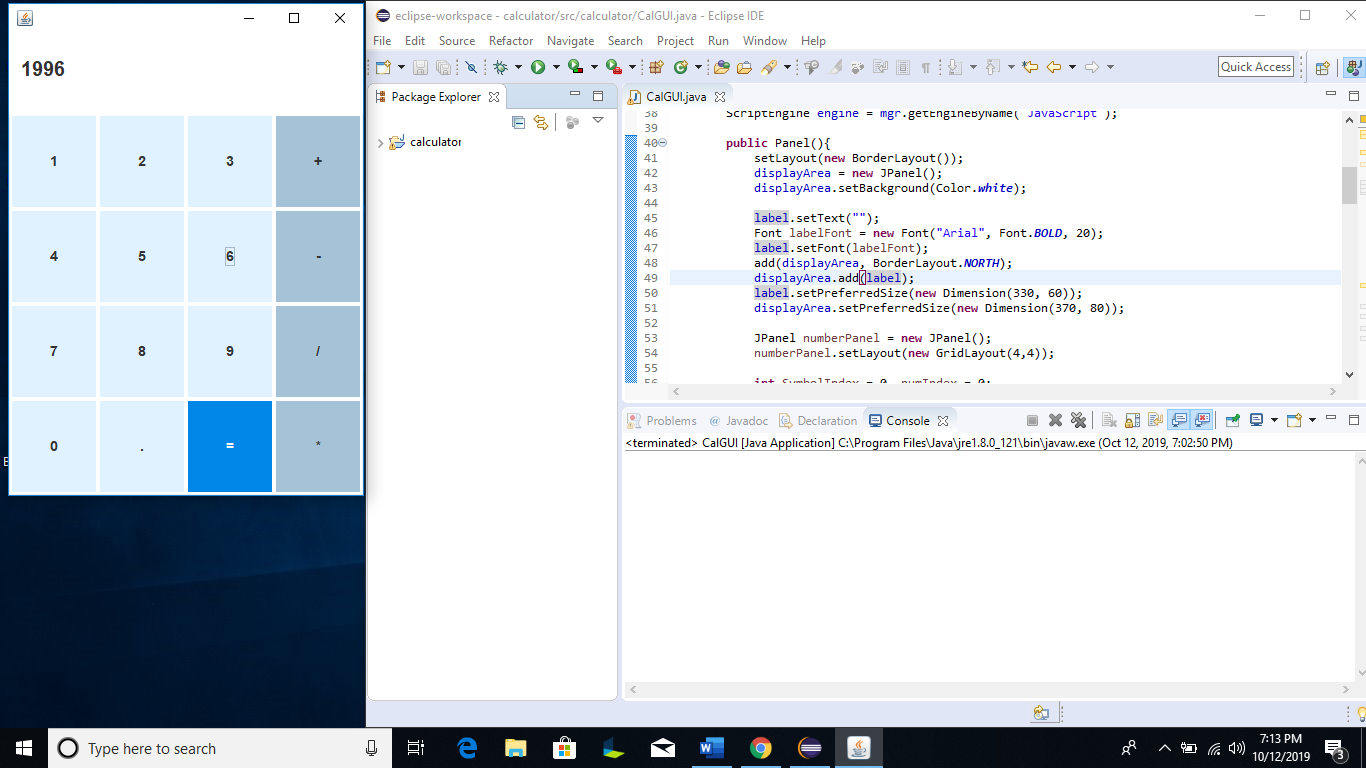 1996
1 2 3 +
4 5 6 -
7 8 9 /
0 . = *
eclipse-workspace - calculator/src/calculator/CalGUI.java - Eclipse IDE
File Edit Source Refactor Navigate Search Project Run Window Help
Quick Access
Package Explorer
calculator
CalGUI.java
38 ScriptEngine engine = mgr.getEngineByName("JavaScript");
39
40 public Panel(){
41 setLayout(new BorderLayout());
42 displayArea = new JPanel();
43 displayArea.setBackground(Color.white);
44
45 label.setText("");
46 Font labelFont = new Font("Arial", Font.BOLD, 20);
47 label.setFont(labelFont);
48 add(displayArea, BorderLayout.NORTH);
49 displayArea.add(label);
50 label.setPreferredSize(new Dimension(330, 60));
51 displayArea.setPreferredSize(new Dimension(370, 80));
52
53 JPanel numberPanel = new JPanel();
54 numberPanel.setLayout(new GridLayout(4,4));
55
56 int SymbolIndex = 0, numIndex = 0;
Problems @ Javadoc Declaration Console
<terminated> CalGUI [Java Application] C:\Program Files\Java\jre1.8.0_121\bin\javaw.exe (Oct 12, 2019, 7:02:50 PM)
E
Type here to search
7:13 PM
10/12/2019
3